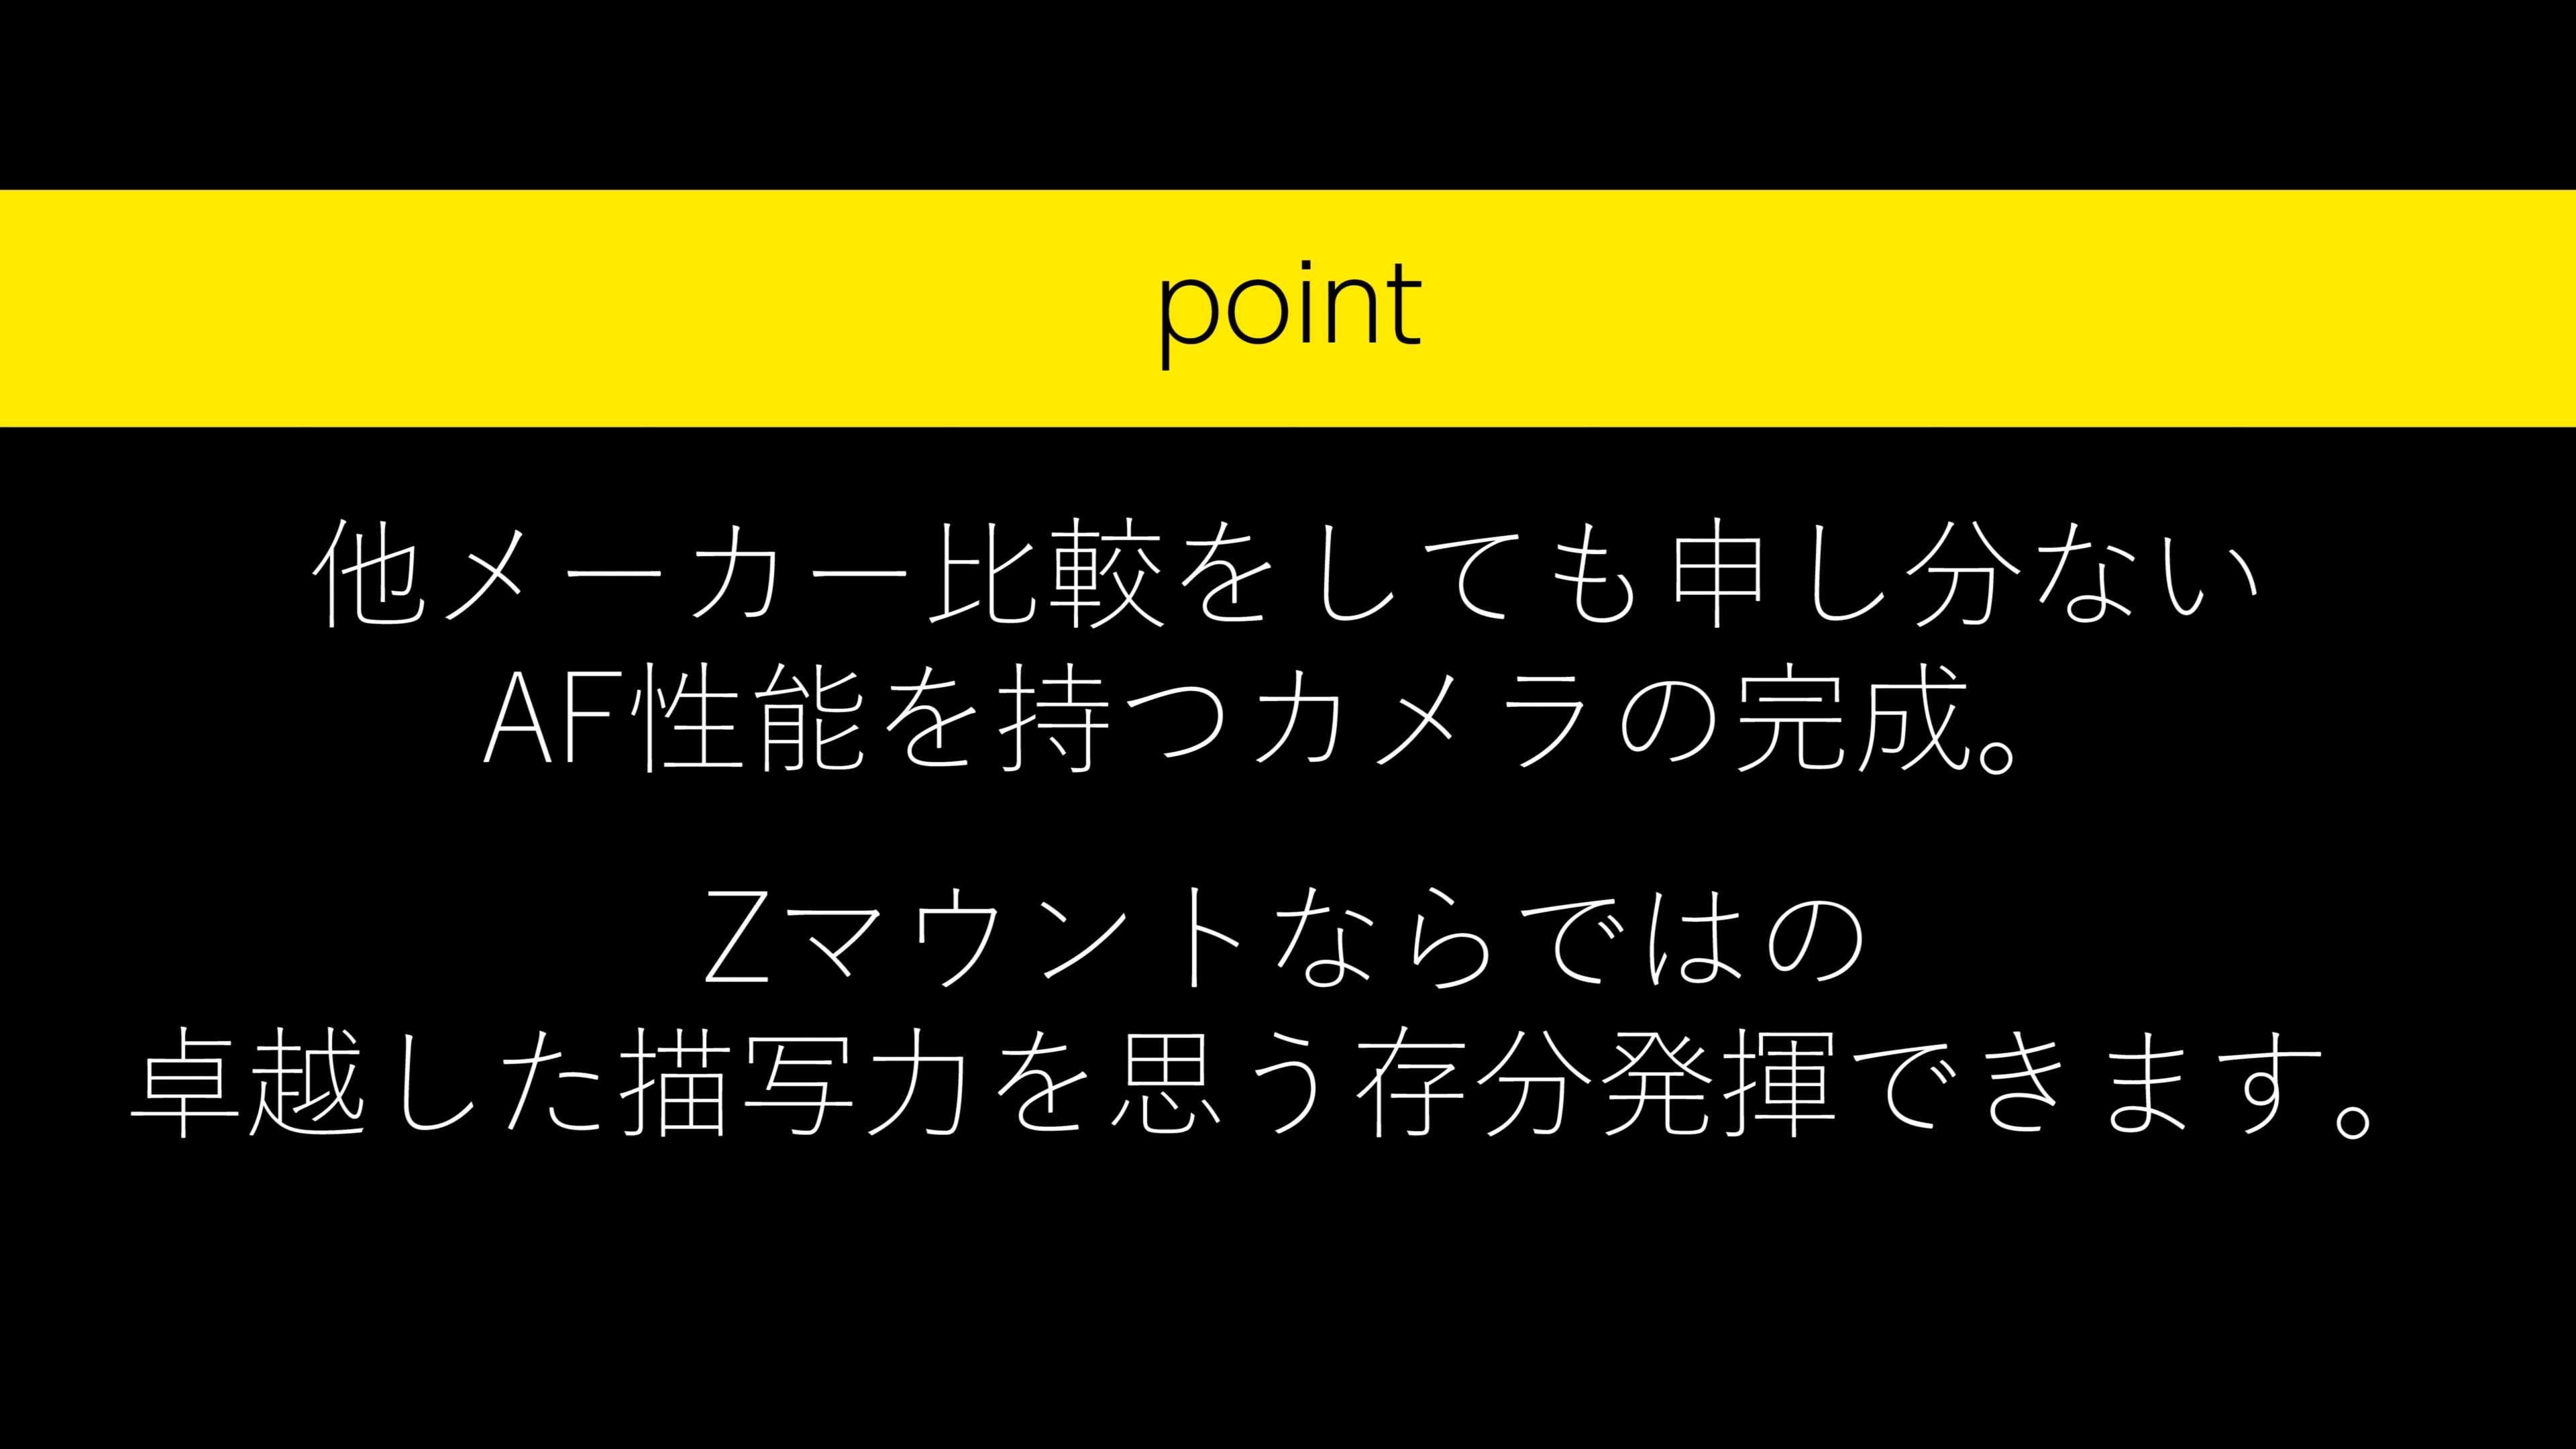 point
他メーカー比較をしても申し分ない
AF性能を持つカメラの完成。
Zマウントならではの
卓越した描写力を思う存分発揮できます。